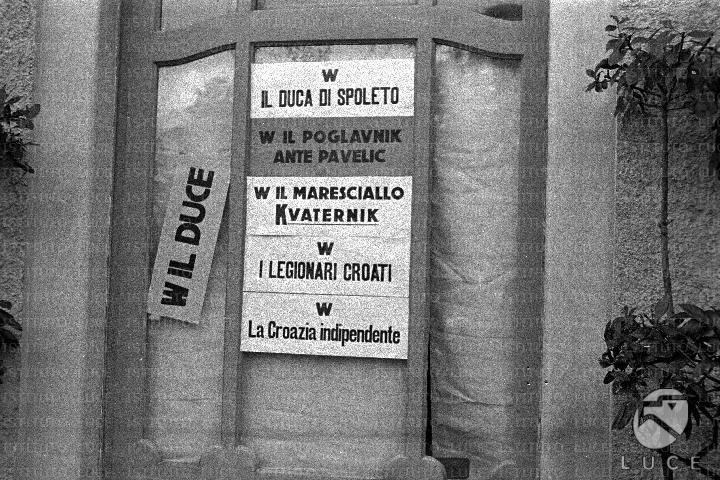 W IL DUCE
W
IL DUCA DI SPOLETO
W IL POGLAVNIK
ANTE PAVELIC
W IL MARESCIALLO
KVATERNIK
W
I LEGIONARI CROATI
W
La Croazia indipendente
LUCE